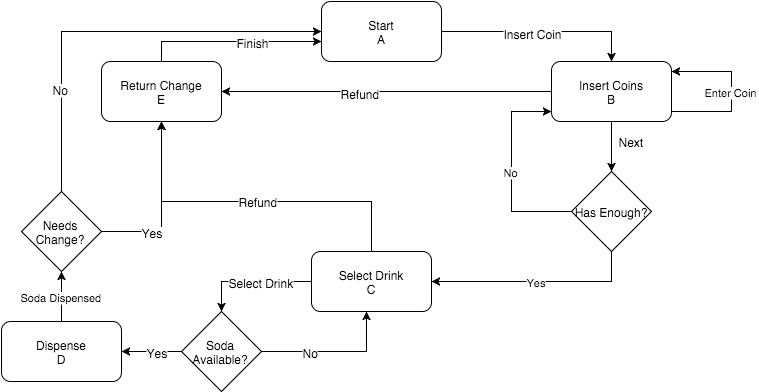 Start
A
Insert Coin
Finish
No
Return Change
E
Refund
Insert Coins
B
Enter Coin
Next
No
Has Enough?
Needs
Change?
Yes
Refund
Select Drink
C
Yes
Select Drink
Soda Dispensed
Soda
Available?
Yes
No
Dispense
D